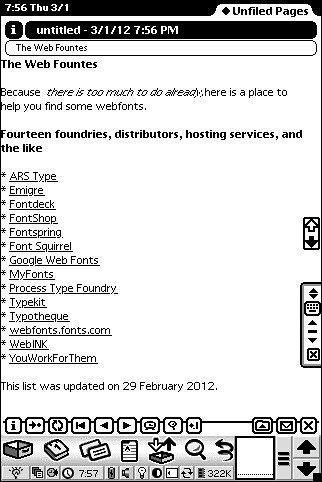 7:56 Thu 3/1
◆ Unfiled Pages
i untitled - 3/1/12 7:56 PM
The Web Fountes
The Web Fountes
Because there is too much to do already, here is a place to
help you find some webfonts.
Fourteen foundries, distributors, hosting services, and
the like
* ARS Type
* Emigre
* Fontdeck
* FontShop
* Fontspring
* Font Squirrel
* Google Web Fonts
* MyFonts
* Process Type Foundry
* Typekit
* Typotheque
* webfonts.fonts.com
* WebINK
* YouWorkForThem
This list was updated on 29 February 2012.
7:57
322K